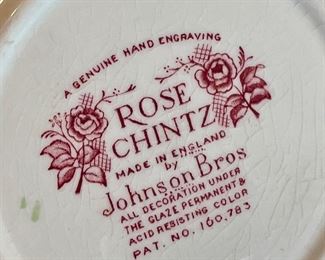 A GENUINE HAND ENGRAVING
ROSE
CHINTZ
MADE IN ENGLAND
by
Johnson Bros
ALL DECORATION UNDER
THE GLAZE PERMANENT &
ACID RESISTING COLOR
PAT. NO. 160,783